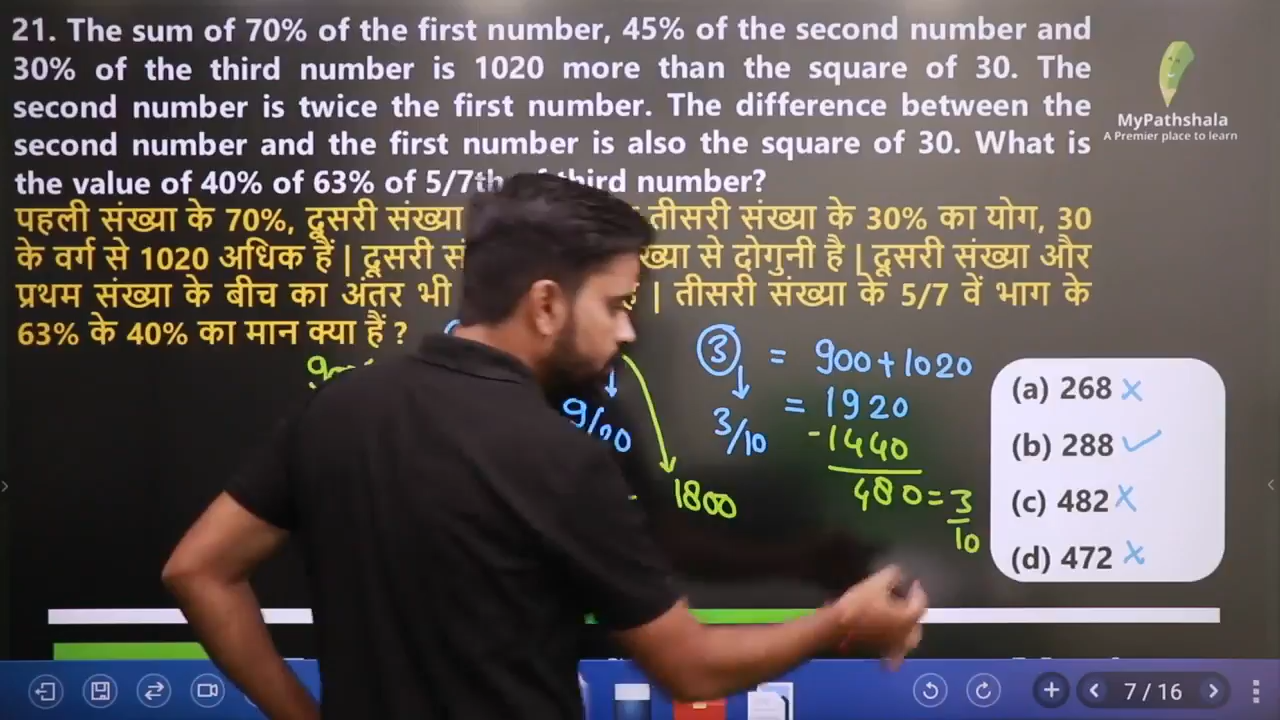 21. The sum of 70% of the first number, 45% of the second number and
30% of the third number is 1020 more than the square of 30. The
second number is twice the first number. The difference between the
second number and the first number is also the square of 30. What is
the value of 40% of 63% of 5/7th third number?
MyPathshala
A Premier place to learn
पहली संख्या के 70%, दूसरी संख्या तीसरी संख्या के 30% का योग, 30
के वर्ग से 1020 अधिक हैं | दूसरी से दोगुनी है | दूसरी संख्या और
प्रथम संख्या के बीच का अंतर भी | तीसरी संख्या के 5/7 वें भाग के
63% के 40% का मान क्या हैं ?
3 = 900+1020
9/20 3/10 = 1920
-1440
1800 480=3/10
(a) 268 ×
(b) 288 ✓
(c) 482 ×
(d) 472 ×
7 / 16